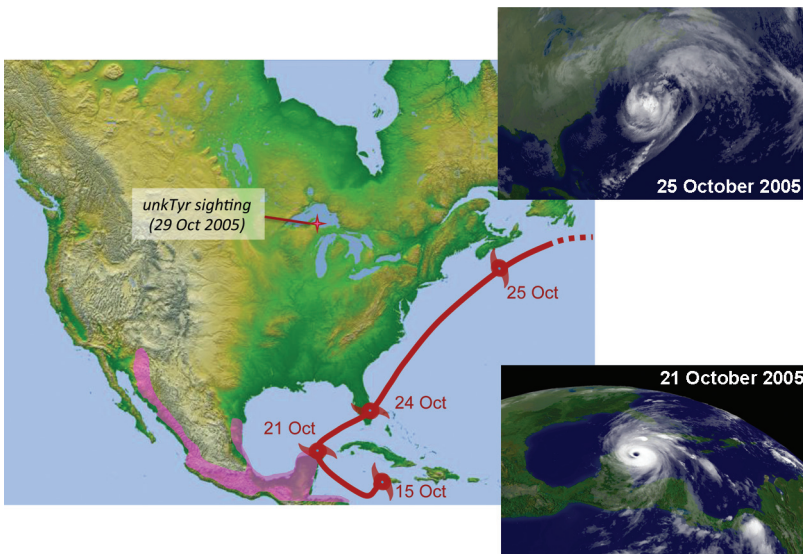 25 October 2005
unkTyr sighting
(29 Oct 2005)
25 Oct
21 October 2005
24 Oct
21 Oct
15 Oct